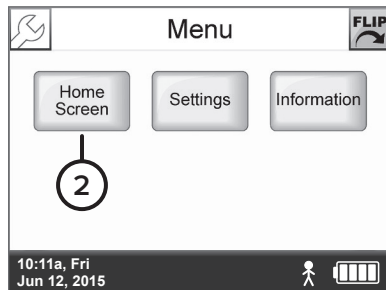 Menu
FLIP
Home
Screen
Settings
Information
2
10:11a, Fri
Jun 12, 2015